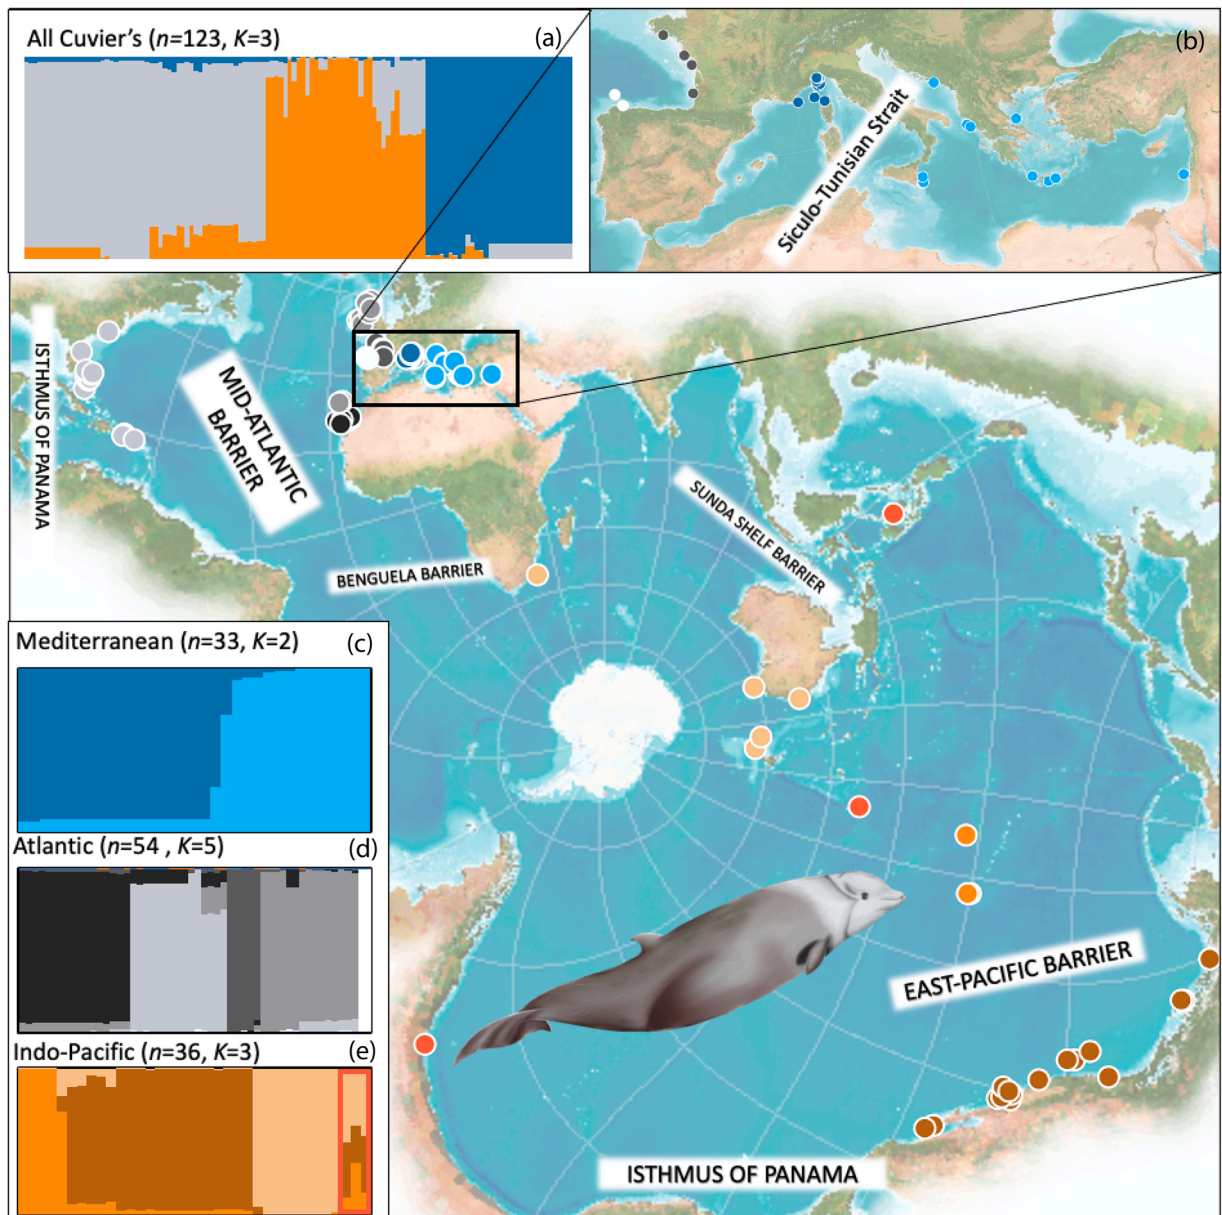 All Cuvier's (n=123, K=3)
(a)
(b)
Siculo-Tunisian Strait
ISTHMUS OF PANAMA
MID-ATLANTIC
BARRIER
BENGUELA BARRIER
SUNDA SHELF BARRIER
Mediterranean (n=33, K=2)
(c)
Atlantic (n=54 , K=5)
(d)
Indo-Pacific (n=36, K=3)
(e)
EAST-PACIFIC BARRIER
ISTHMUS OF PANAMA